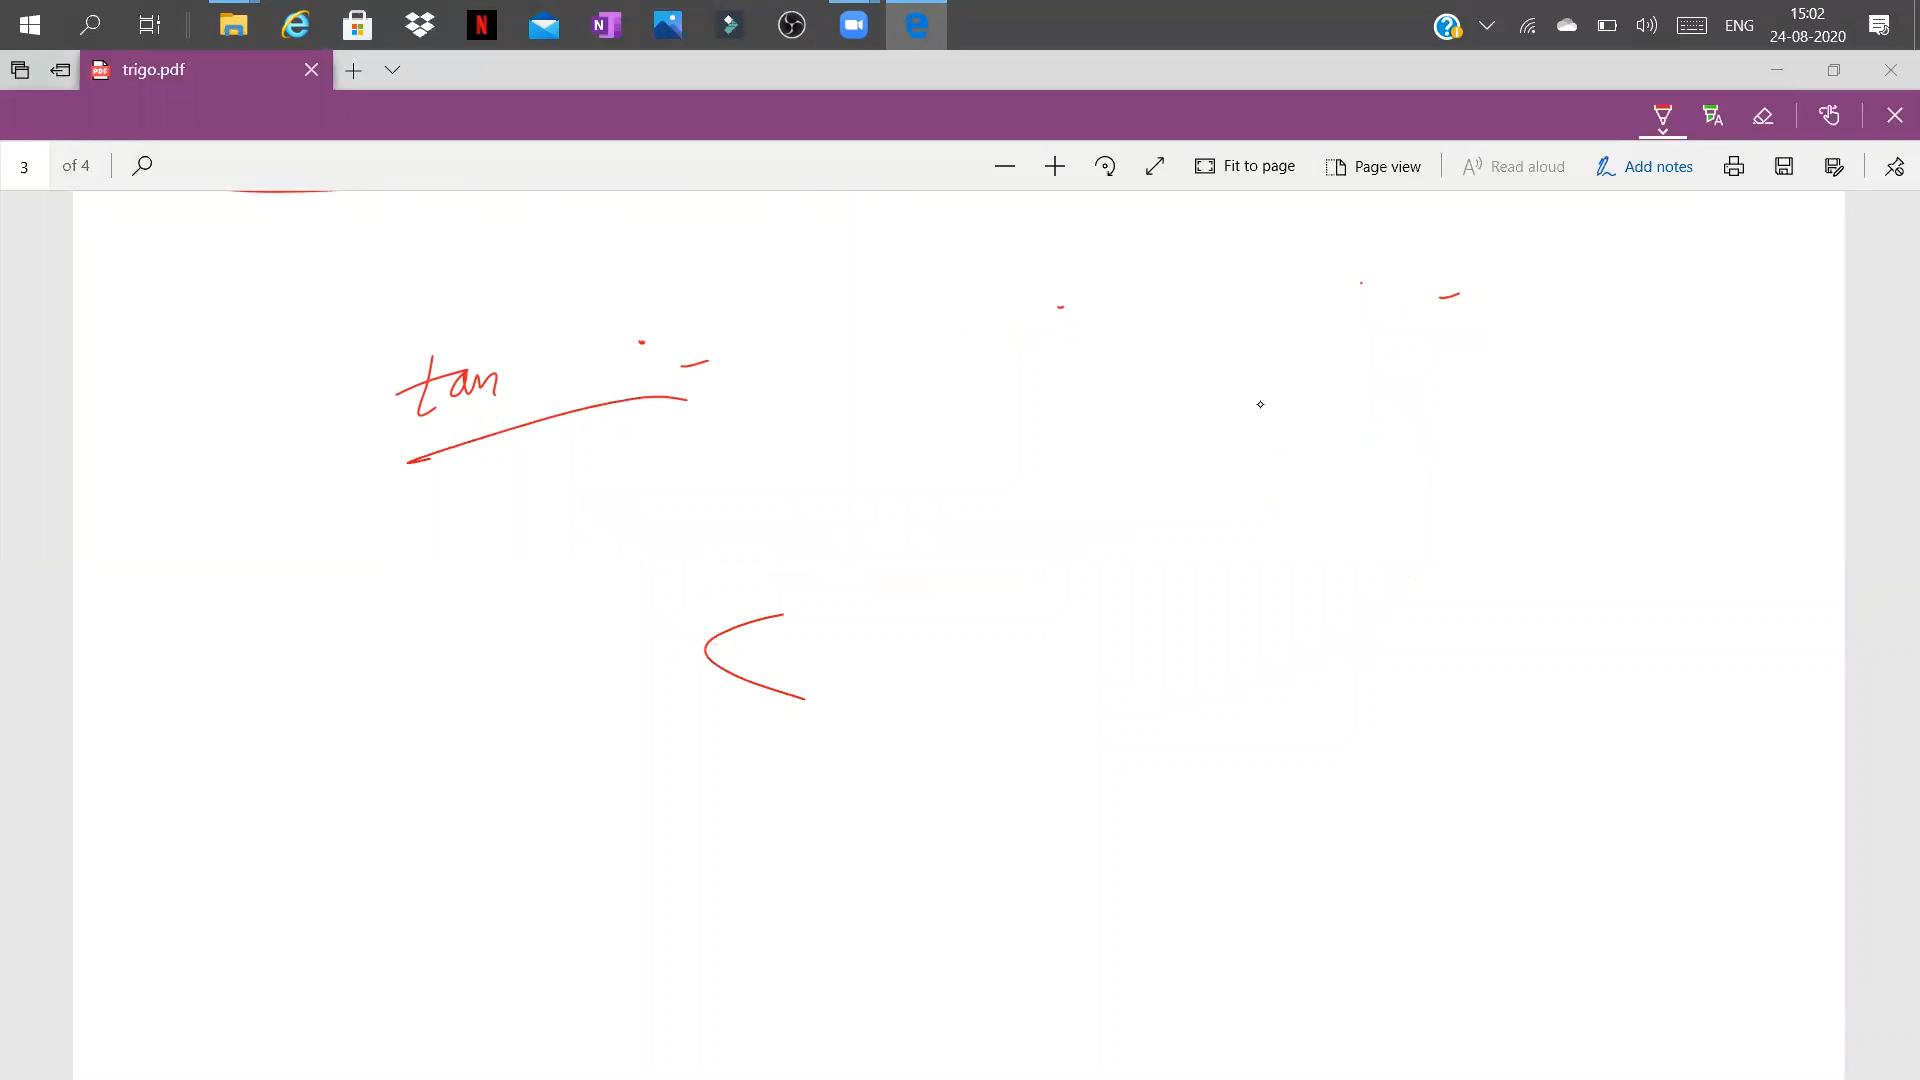 15:02
ENG
24-08-2020
trigo.pdf
3 of 4 Fit to page Page view Read aloud Add notes
tan